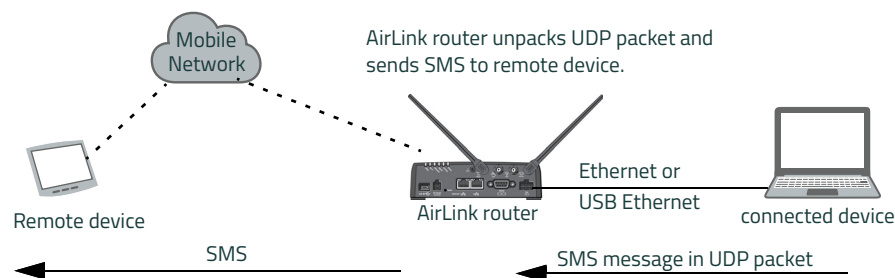 Mobile
Network
AirLink router unpacks UDP packet and
sends SMS to remote device.
Ethernet or
USB Ethernet
Remote device
AirLink router
connected device
SMS
SMS message in UDP packet